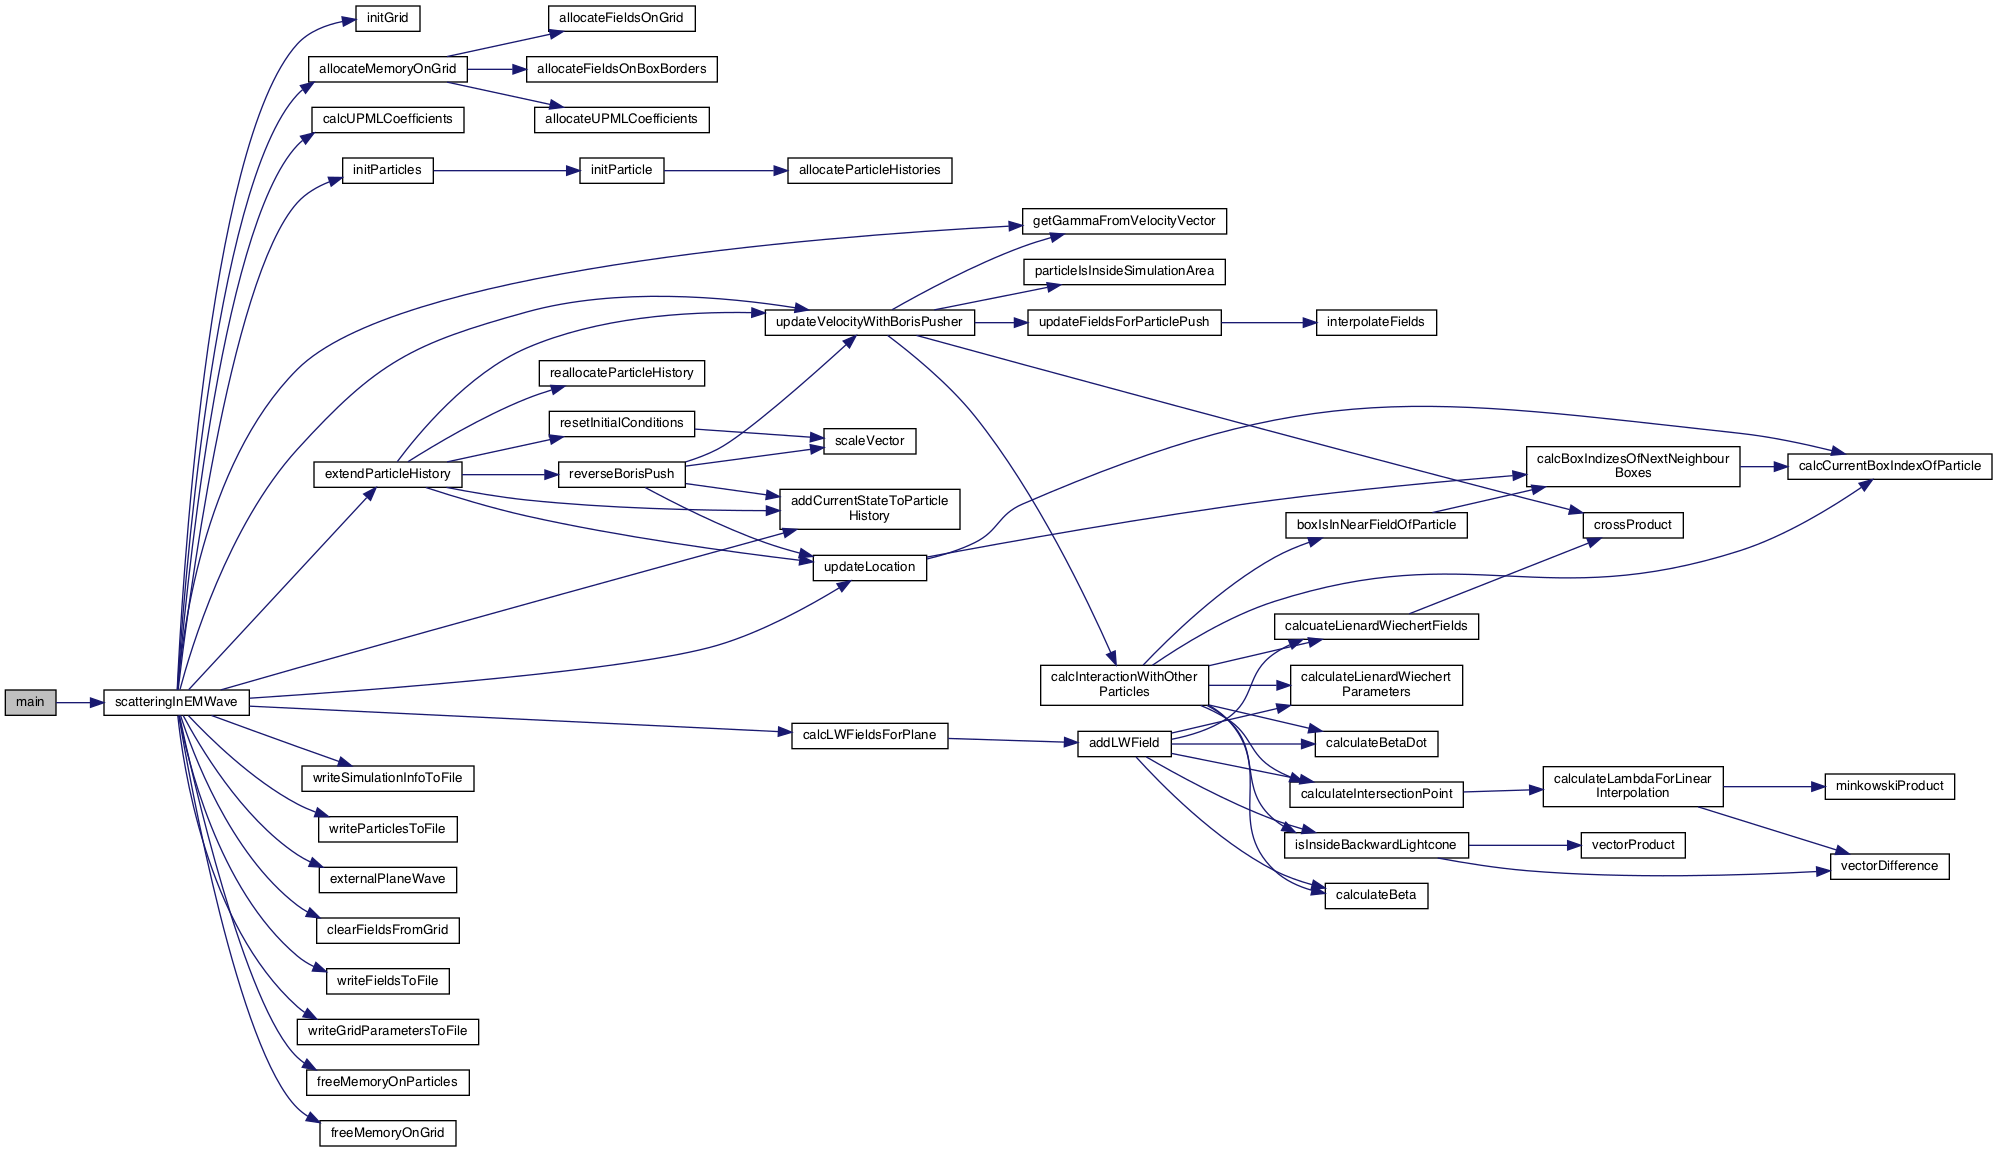 initGrid
allocateFieldsOnGrid
allocateMemoryOnGrid
allocateFieldsOnBoxBorders
calcUPMLCoefficients
allocateUPMLCoefficients
initParticles
initParticle
allocateParticleHistories
getGammaFromVelocityVector
particleIsInsideSimulationArea
updateVelocityWithBorisPusher
updateFieldsForParticlePush
interpolateFields
reallocateParticleHistory
resetInitialConditions
scaleVector
extendParticleHistory
reverseBorisPush
calcBoxIndizesOfNextNeighbour
Boxes
calcCurrentBoxIndexOfParticle
addCurrentStateToParticle
History
boxIsInNearFieldOfParticle
crossProduct
updateLocation
calcuateLienardWiechertFields
calcInteractionWithOther
Particles
calculateLienardWiechert
Parameters
main
scatteringInEMWave
calcLWFieldsForPlane
addLWField
calculateBetaDot
writeSimulationInfoToFile
calculateIntersectionPoint
calculateLambdaForLinear
Interpolation
minkowskiProduct
writeParticlesToFile
isInsideBackwardLightcone
vectorProduct
vectorDifference
externalPlaneWave
calculateBeta
clearFieldsFromGrid
writeFieldsToFile
writeGridParametersToFile
freeMemoryOnParticles
freeMemoryOnGrid